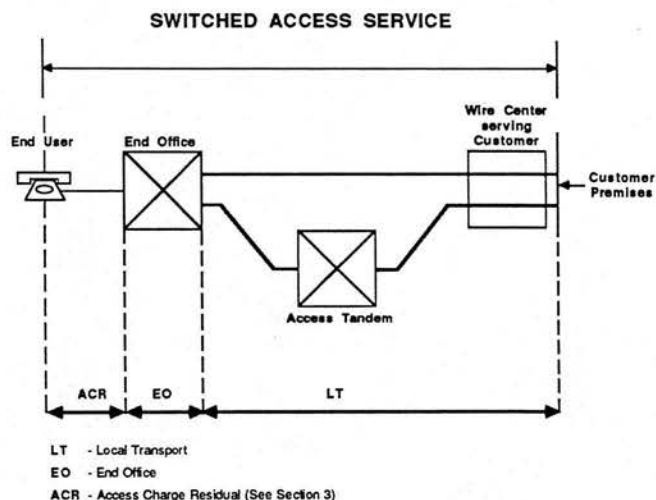 SWITCHED ACCESS SERVICE
Wire Center
serving
Customer
End User
End Office
Customer
Premises
Access Tandem
ACR
EO
LT
LT - Local Transport
EO - End Office
ACR - Access Charge Residual (See Section 3)